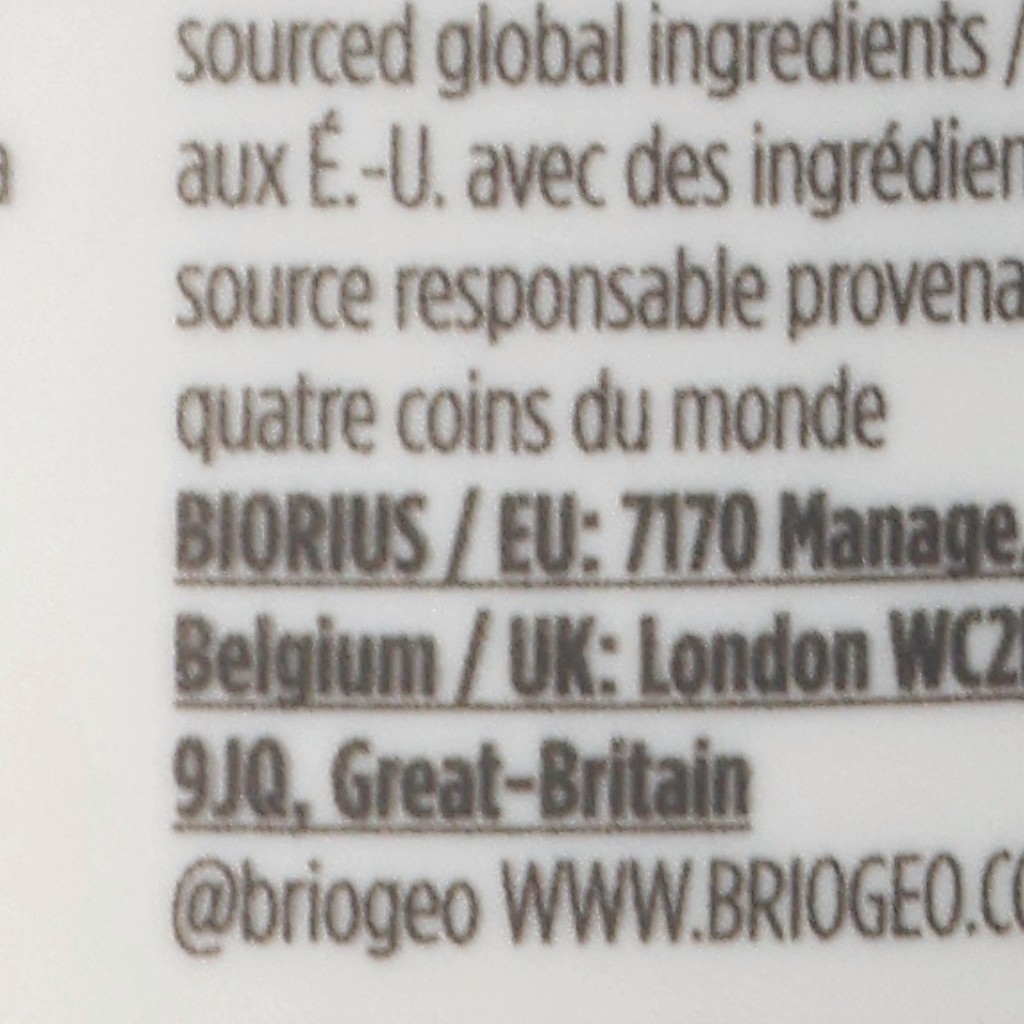 sourced global ingredients /
a aux É.-U. avec des ingrédien
source responsable provena
quatre coins du monde
BIORIUS / EU: 7170 Manage,
Belgium / UK: London WC2
9JQ, Great-Britain
@briogeo WWW.BRIOGEO.CO